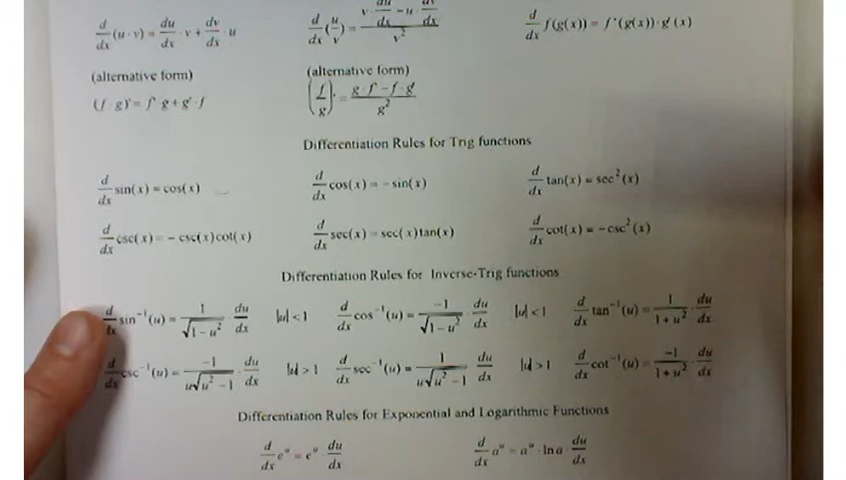 d/dx (u · v) = du/dx · v + dv/dx · u    d/dx (u/v) = (v · du/dx − u · dv/dx) / v²    d/dx f(g(x)) = f'(g(x)) · g'(x)
(alternative form)    (alternative form)
(f · g)' = f' · g + g' · f    (f/g)' = (g · f' − f · g') / g²
Differentiation Rules for Trig functions
d/dx sin(x) = cos(x)    d/dx cos(x) = − sin(x)    d/dx tan(x) = sec²(x)
d/dx csc(x) = − csc(x)cot(x)    d/dx sec(x) = sec(x)tan(x)    d/dx cot(x) = −csc²(x)
Differentiation Rules for Inverse-Trig functions
d/dx sin⁻¹(u) = 1/√(1−u²) · du/dx    |u| < 1    d/dx cos⁻¹(u) = −1/√(1−u²) · du/dx    |u| < 1    d/dx tan⁻¹(u) = 1/(1+u²) · du/dx
d/dx csc⁻¹(u) = −1/(u√(u²−1)) · du/dx    |u| > 1    d/dx sec⁻¹(u) = 1/(u√(u²−1)) · du/dx    |u| > 1    d/dx cot⁻¹(u) = −1/(1+u²) · du/dx
Differentiation Rules for Exponential and Logarithmic Functions
d/dx eᵘ = eᵘ · du/dx    d/dx aᵘ = aᵘ · ln a · du/dx